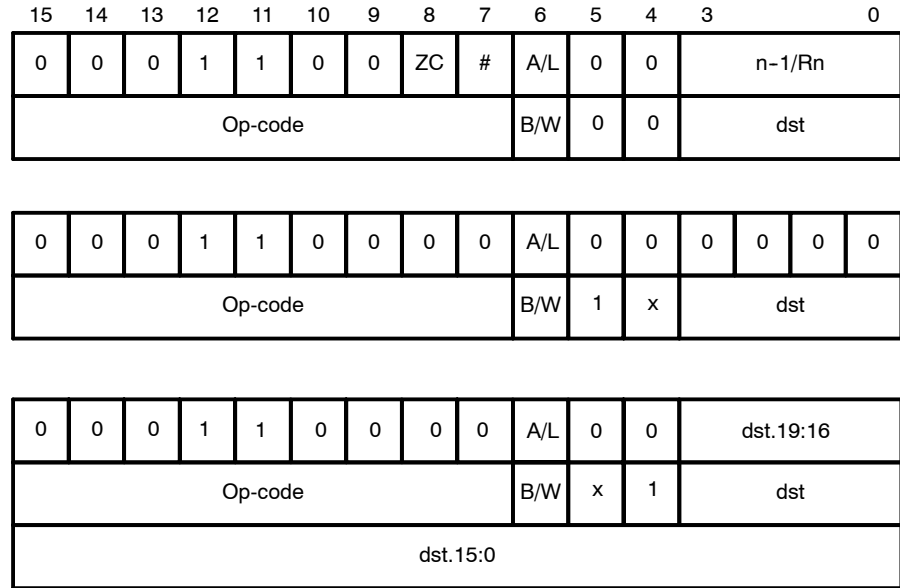 15 14 13 12 11 10 9 8 7 6 5 4 3 0
0 0 0 1 1 0 0 ZC # A/L 0 0 n-1/Rn
Op-code B/W 0 0 dst
0 0 0 1 1 0 0 0 0 A/L 0 0 0 0 0 0
Op-code B/W 1 x dst
0 0 0 1 1 0 0 0 0 A/L 0 0 dst.19:16
Op-code B/W x 1 dst
dst.15:0